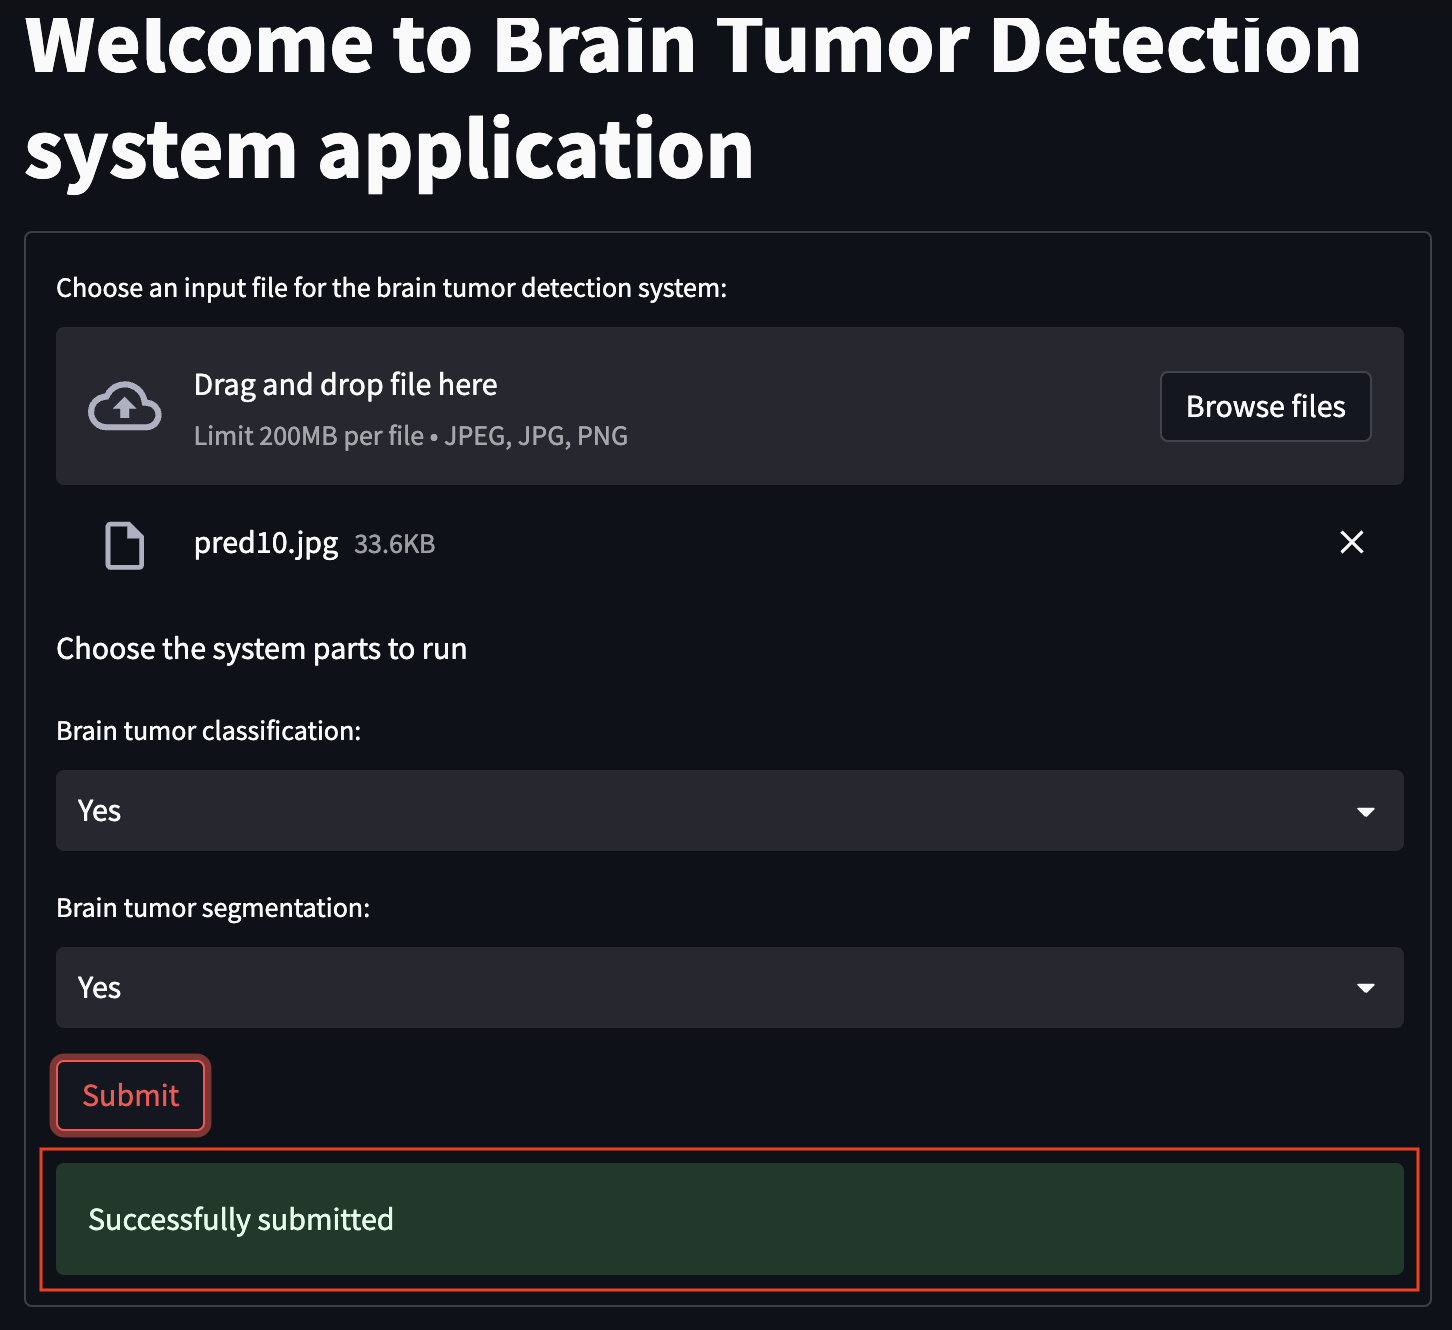 Welcome to Brain Tumor Detection
system application
Choose an input file for the brain tumor detection system:
Drag and drop file here
Limit 200MB per file • JPEG, JPG, PNG
Browse files
pred10.jpg 33.6KB
Choose the system parts to run
Brain tumor classification:
Yes
Brain tumor segmentation:
Yes
Submit
Successfully submitted